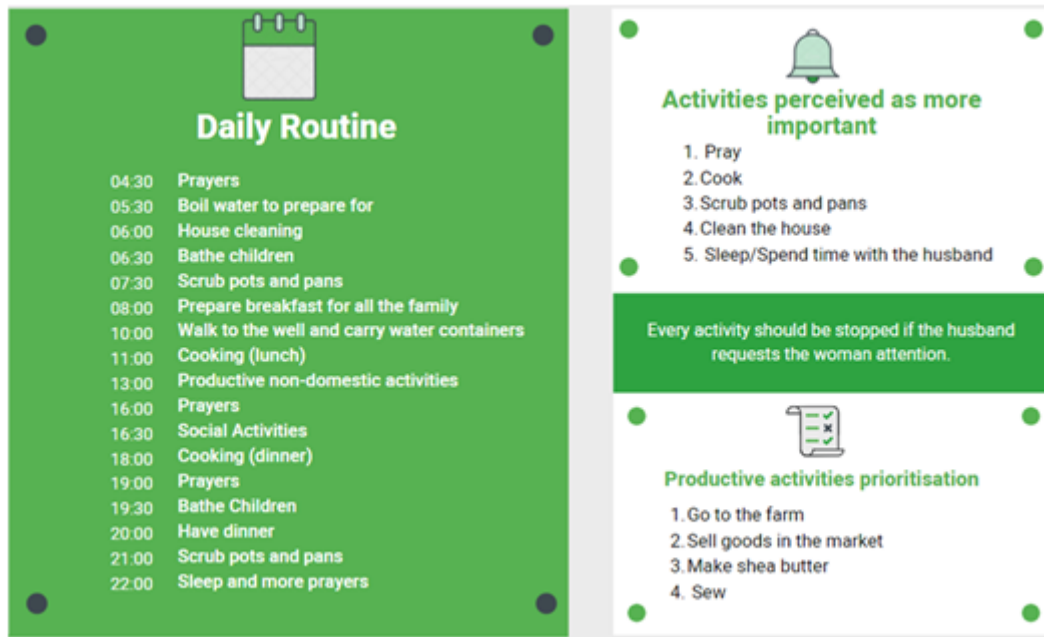 Daily Routine
04:30 Prayers
05:30 Boil water to prepare for
06:00 House cleaning
06:30 Bathe children
07:30 Scrub pots and pans
08:00 Prepare breakfast for all the family
10:00 Walk to the well and carry water containers
11:00 Cooking (lunch)
13:00 Productive non-domestic activities
16:00 Prayers
16:30 Social Activities
18:00 Cooking (dinner)
19:00 Prayers
19:30 Bathe Children
20:00 Have dinner
21:00 Scrub pots and pans
22:00 Sleep and more prayers
Activities perceived as more
important
1. Pray
2. Cook
3. Scrub pots and pans
4. Clean the house
5. Sleep/Spend time with the husband
Every activity should be stopped if the husband
requests the woman attention.
Productive activities prioritisation
1. Go to the farm
2. Sell goods in the market
3. Make shea butter
4. Sew